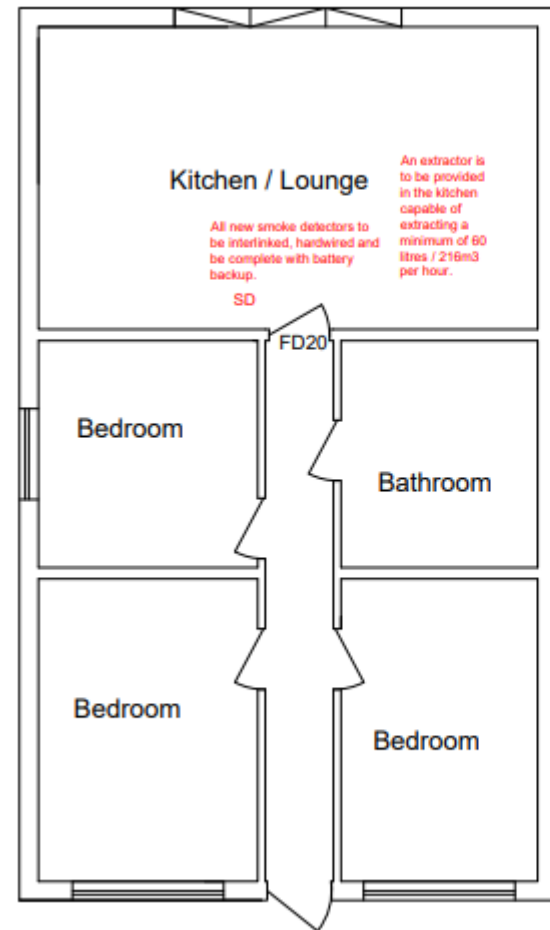 Kitchen / Lounge
An extractor is
to be provided
in the kitchen
capable of
extracting a
minimum of 60
litres / 216m3
per hour.
All new smoke detectors to
be interlinked, hardwired and
be complete with battery
backup.
SD
FD20
Bedroom
Bathroom
Bedroom
Bedroom